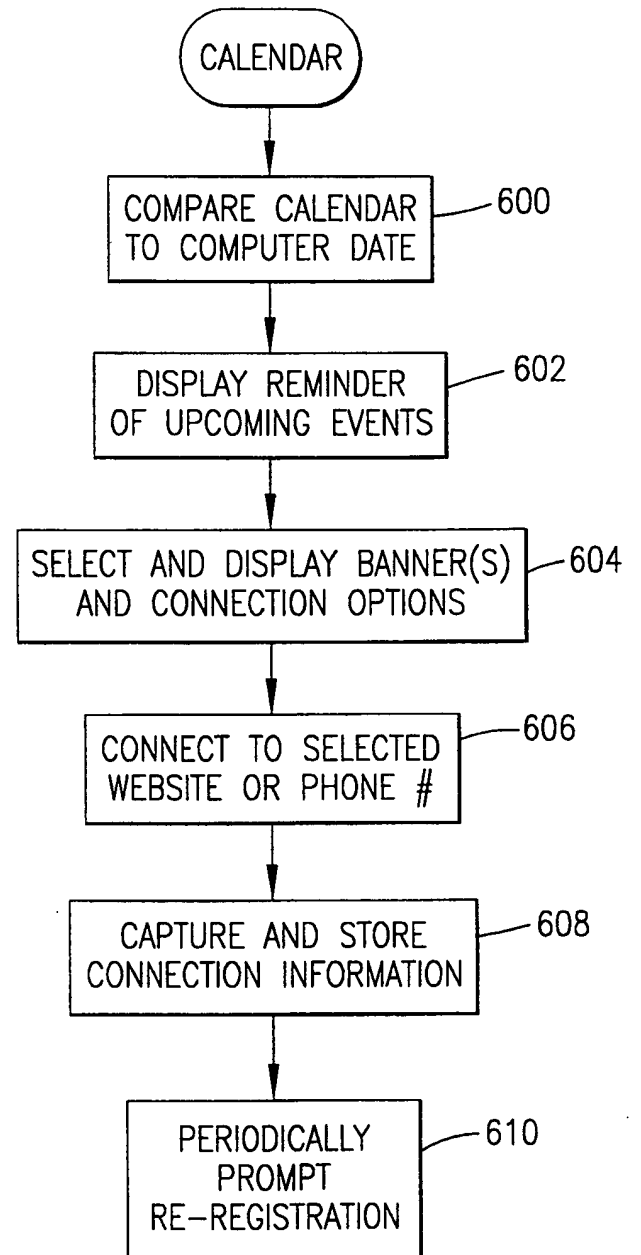 CALENDAR
COMPARE CALENDAR
TO COMPUTER DATE
600
DISPLAY REMINDER
OF UPCOMING EVENTS
602
SELECT AND DISPLAY BANNER(S)
AND CONNECTION OPTIONS
604
CONNECT TO SELECTED
WEBSITE OR PHONE #
606
CAPTURE AND STORE
CONNECTION INFORMATION
608
PERIODICALLY
PROMPT
RE-REGISTRATION
610